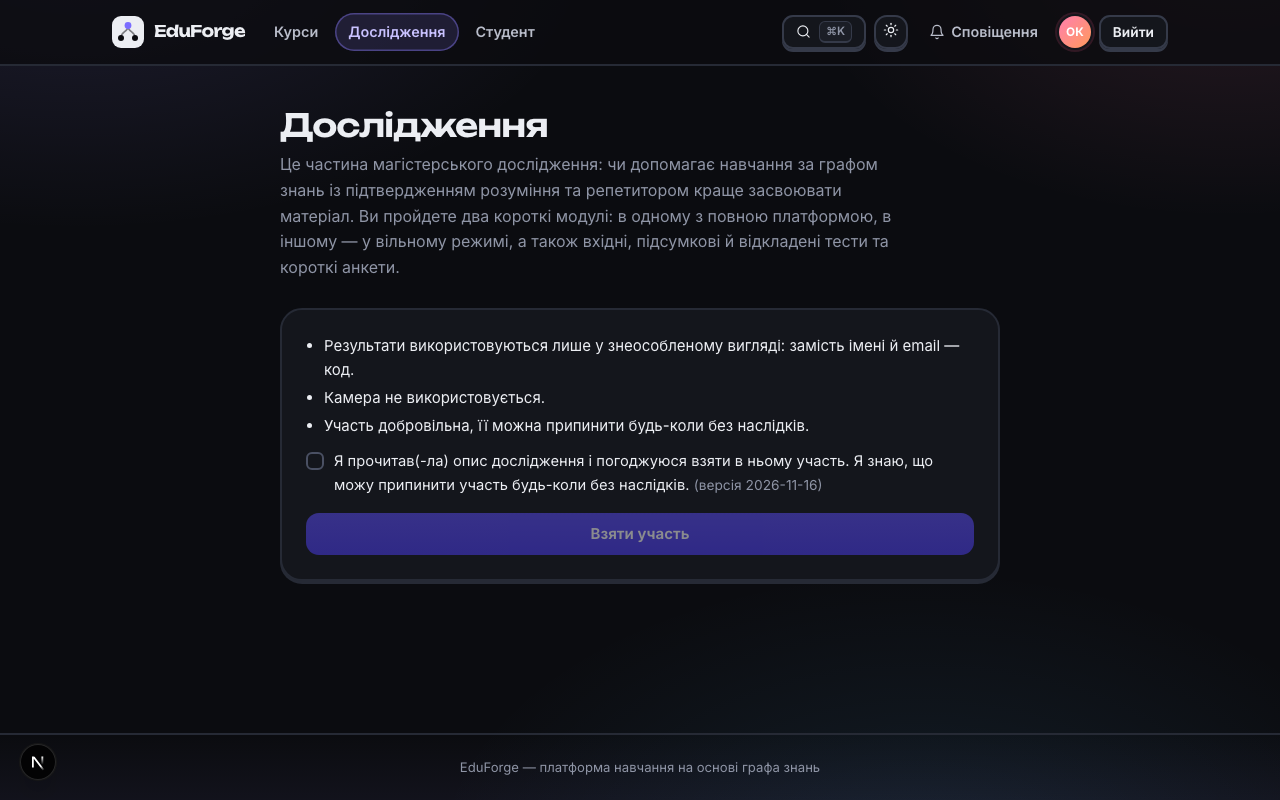 EduForge Курси Дослідження Студент ⌘K Сповіщення ОК Вийти
Дослідження
Це частина магістерського дослідження: чи допомагає навчання за графом
знань із підтвердженням розуміння та репетитором краще засвоювати
матеріал. Ви пройдете два короткі модулі: в одному з повною платформою, в
іншому — у вільному режимі, а також вхідні, підсумкові й відкладені тести та
короткі анкети.
• Результати використовуються лише у знеособленому вигляді: замість імені й email —
код.
• Камера не використовується.
• Участь добровільна, її можна припинити будь-коли без наслідків.
Я прочитав(-ла) опис дослідження і погоджуюся взяти в ньому участь. Я знаю, що
можу припинити участь будь-коли без наслідків. (версія 2026-11-16)
Взяти участь
N
EduForge — платформа навчання на основі графа знань